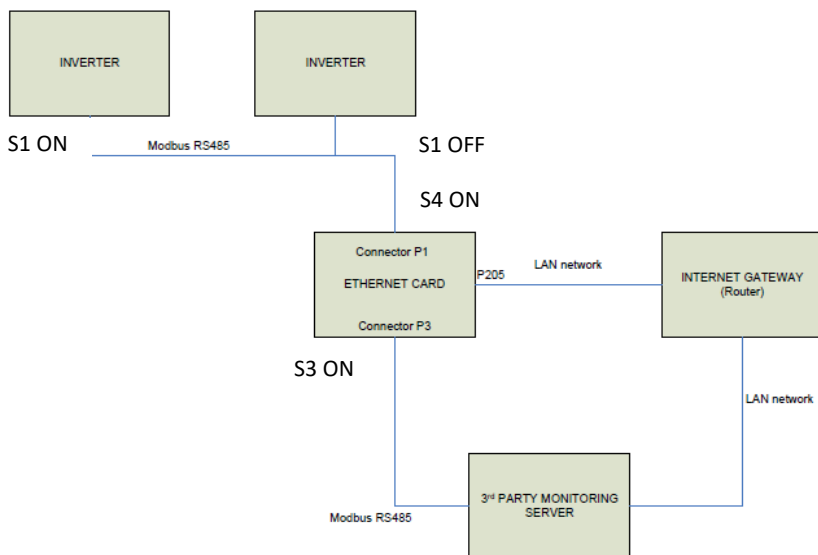 INVERTER
INVERTER
S1 ON
Modbus RS485
S1 OFF
S4 ON
Connector P1
ETHERNET CARD
Connector P3
P205
LAN network
INTERNET GATEWAY
(Router)
S3 ON
LAN network
3rd PARTY MONITORING
SERVER
Modbus RS485